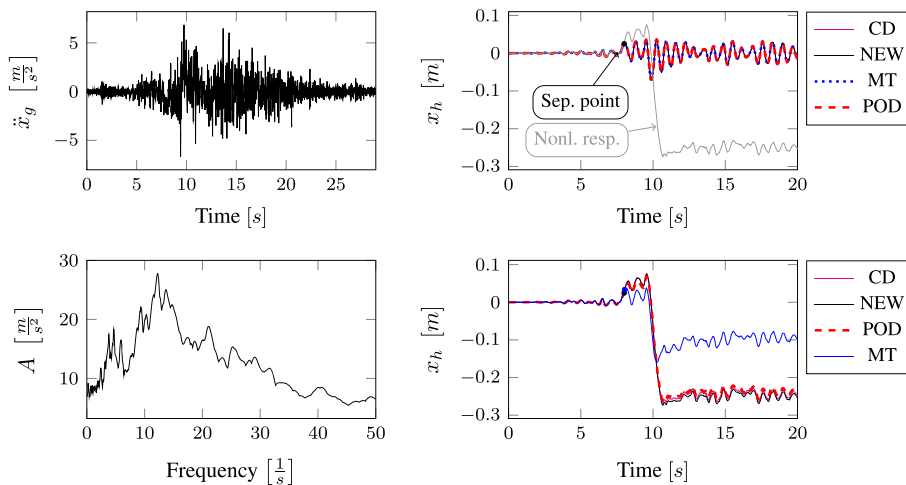 5
0
−5
0
5
10
15
20
25
ẍg [m/s²]
Time [s]
0.1
0
−0.1
−0.2
−0.3
0
5
10
15
20
xh [m]
Time [s]
Sep. point
Nonl. resp.
CD
NEW
MT
POD
30
20
10
0
10
20
30
40
50
A [m/s²]
Frequency [1/s]
0.1
0
−0.1
−0.2
−0.3
0
5
10
15
20
xh [m]
Time [s]
CD
NEW
POD
MT